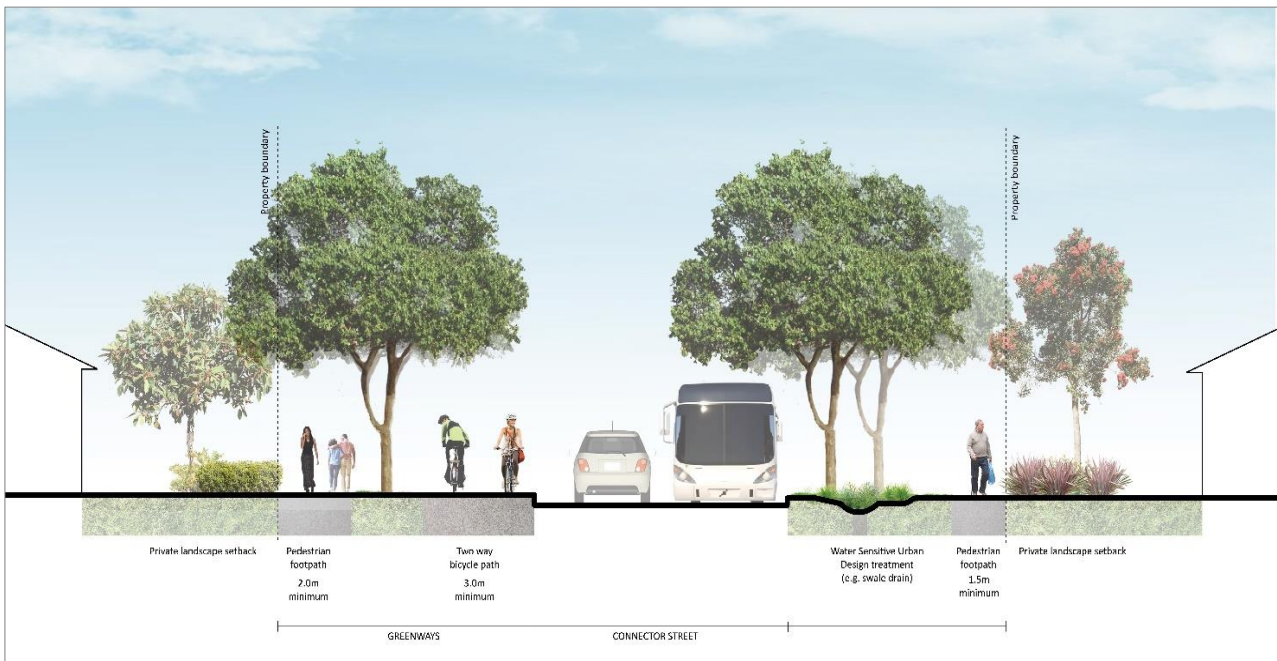 Property boundary
Property boundary
Private landscape setback
Pedestrian
footpath
2.0m
minimum
Two way
bicycle path
3.0m
minimum
Water Sensitive Urban
Design treatment
(e.g. swale drain)
Pedestrian
footpath
1.5m
minimum
Private landscape setback
GREENWAYS
CONNECTOR STREET